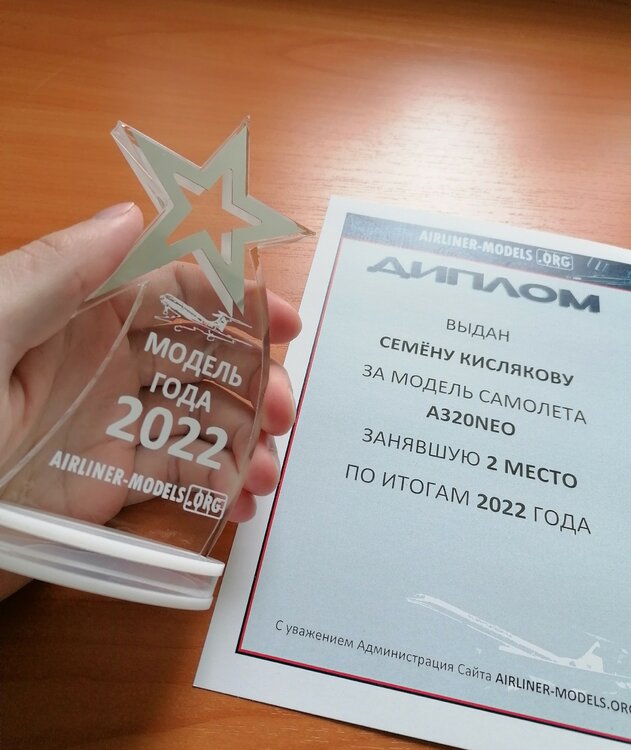 МОДЕЛЬ
ГОДА
2022
AIRLINER-MODELS.ORG
AIRLINER-MODELS.ORG
ДИПЛОМ
ВЫДАН
СЕМЁНУ КИСЛЯКОВУ
ЗА МОДЕЛЬ САМОЛЕТА
A320NEO
ЗАНЯВШУЮ 2 МЕСТО
ПО ИТОГАМ 2022 ГОДА
С уважением Администрация Сайта AIRLINER-MODELS.ORG